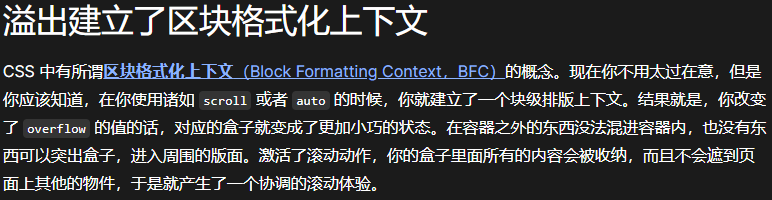 溢出建立了区块格式化上下文
CSS 中有所谓区块格式化上下文（Block Formatting Context，BFC）的概念。现在你不用太过在意，但是
你应该知道，在你使用诸如 scroll 或者 auto 的时候，你就建立了一个块级排版上下文。结果就是，你改变
了 overflow 的值的话，对应的盒子就变成了更加小巧的状态。在容器之外的东西没法混进容器内，也没有东
西可以突出盒子，进入周围的版面。激活了滚动动作，你的盒子里面所有的内容会被收纳，而且不会遮到页
面上其他的物件，于是就产生了一个协调的滚动体验。